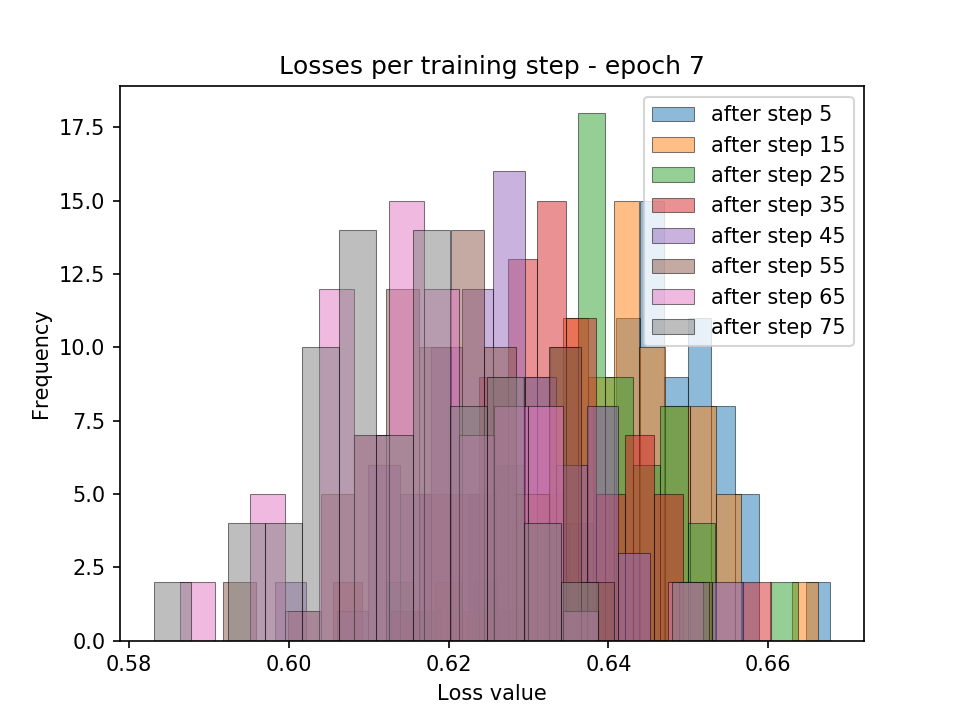 Losses per training step - epoch 7
after step 5
after step 15
after step 25
after step 35
after step 45
after step 55
after step 65
after step 75
17.5
15.0
12.5
10.0
7.5
5.0
2.5
0.0
Frequency
0.58 0.60 0.62 0.64 0.66
Loss value